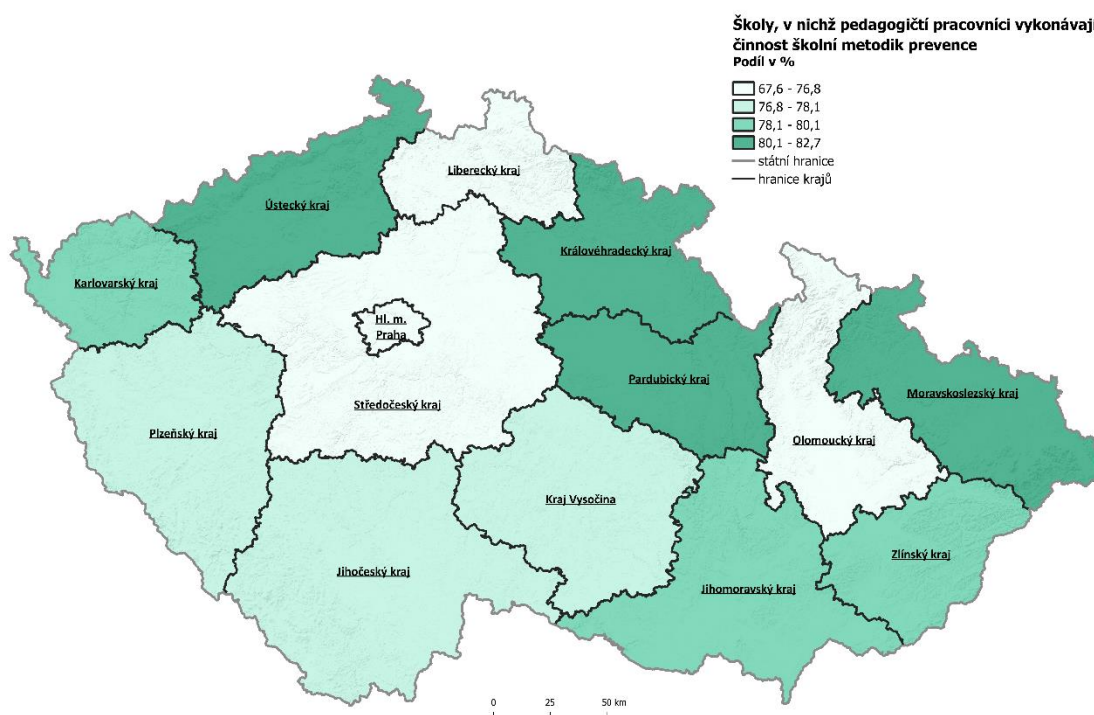 Školy, v nichž pedagogičtí pracovníci vykonávají
činnost školní metodik prevence
Podíl v %
67,6 - 76,8
76,8 - 78,1
78,1 - 80,1
80,1 - 82,7
státní hranice
hranice krajů
Liberecký kraj
Ústecký kraj
Královéhradecký kraj
Karlovarský kraj
Hl. m.
Praha
Pardubický kraj
Moravskoslezský kraj
Středočeský kraj
Plzeňský kraj
Olomoucký kraj
Kraj Vysočina
Zlínský kraj
Jihočeský kraj
Jihomoravský kraj
0 25 50 km